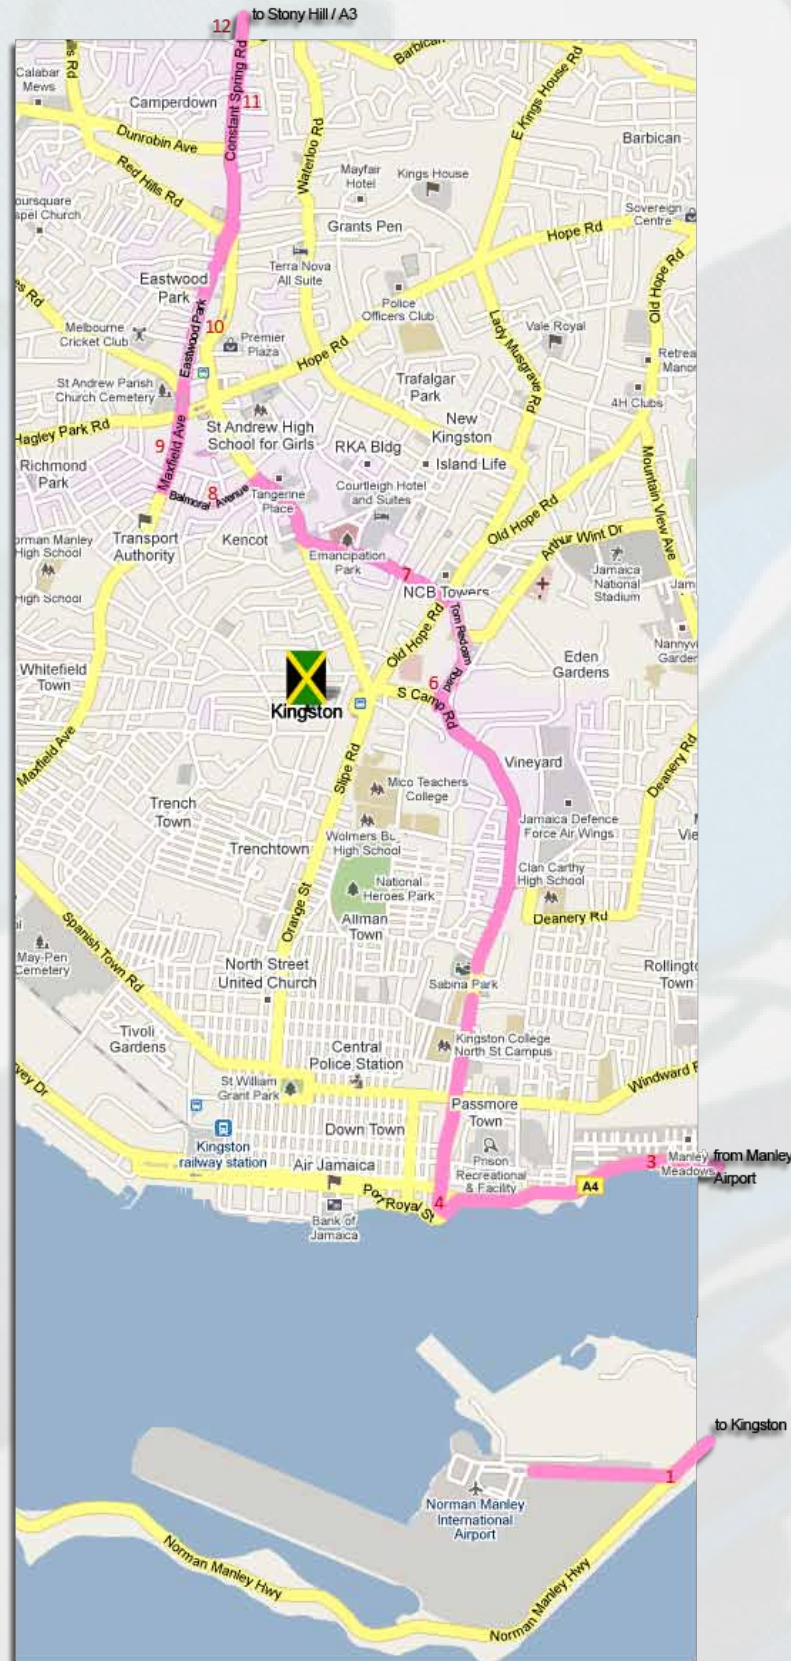 12
to Stony Hill / A3
Barbican
Calabar
Mews
s Rd
Camperdown
11
Constant Spring Rd
Waterloo Rd
E Kings House Rd
Dunrobin Ave
Red Hills Rd
Barbican
Mayfair
Hotel
Kings House
oursquare
spel Church
Grants Pen
Sovereign
Centre
Hope Rd
Old Hope Rd
Terra Nova
All Suite
Eastwood
Park
es Rd
Police
Officers Club
Melbourne
Cricket Club
10
Eastwood Park
Premier
Plaza
Hope Rd
Lady Musgrave Rd
Vale Royal
Retrea
Manor
St Andrew Parish
Church Cemetery
Trafalgar
Park
4H Clubs
Hagley Park Rd
9
Maxfield Ave
St Andrew High
School for Girls
New
Kingston
RKA Bldg
Island Life
Richmond
Park
8
Balmoral Avenue
Tangerine
Place
Courtleigh Hotel
and Suites
Mountain View Ave
Old Hope Rd
Arthur Wint Dr
orman Manley
High School
Transport
Authority
Kencot
Emancipation
Park
7
NCB Towers
Jamaica
National
Stadium
Jam
High School
Tom Redcam
Road
Old Hope Rd
Nannyvi
Garden
Eden
Gardens
Whitefield
Town
6
S Camp Rd
Kingston
Maxfield Ave
Slipe Rd
Vineyard
Deanery Rd
Mico Teachers
College
Trench
Town
Jamaica Defence
Force Air Wings
Trenchtown
Wolmers Bo
High School
Vie
Clan Carthy
High School
National
Heroes Park
Orange St
Allman
Town
Deanery Rd
Spanish Town Rd
May-Pen
Cemetery
North Street
United Church
Sabina Park
Rollingto
Town
Tivoli
Gardens
Central
Police Station
Kingston College
North St Campus
vey Dr
St William
Grant Park
Windward R
Passmore
Town
Down Town
Kingston
railway station
Air Jamaica
Prison
Recreational
& Facility
3
Manley
Meadows
from Manley
Airport
A4
4
Port Royal St
Bank of
Jamaica
to Kingston
1
Norman Manley
International
Airport
Norman Manley Hwy
Norman Manley Hwy